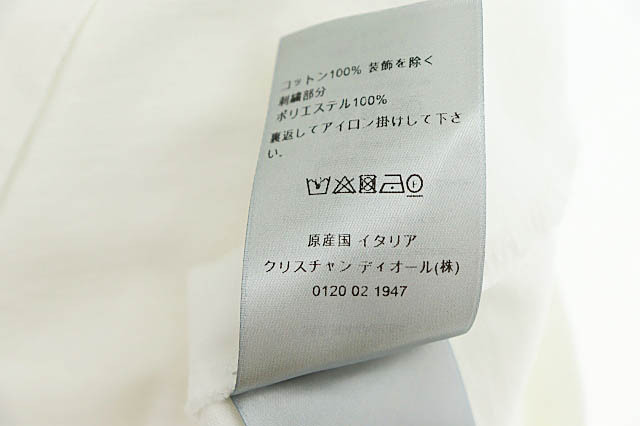 コットン100% 装飾を除く
刺繍部分
ポリエステル100%
裏返してアイロン掛けして下さ
い.
原産国 イタリア
クリスチャン ディオール(株)
0120 02 1947